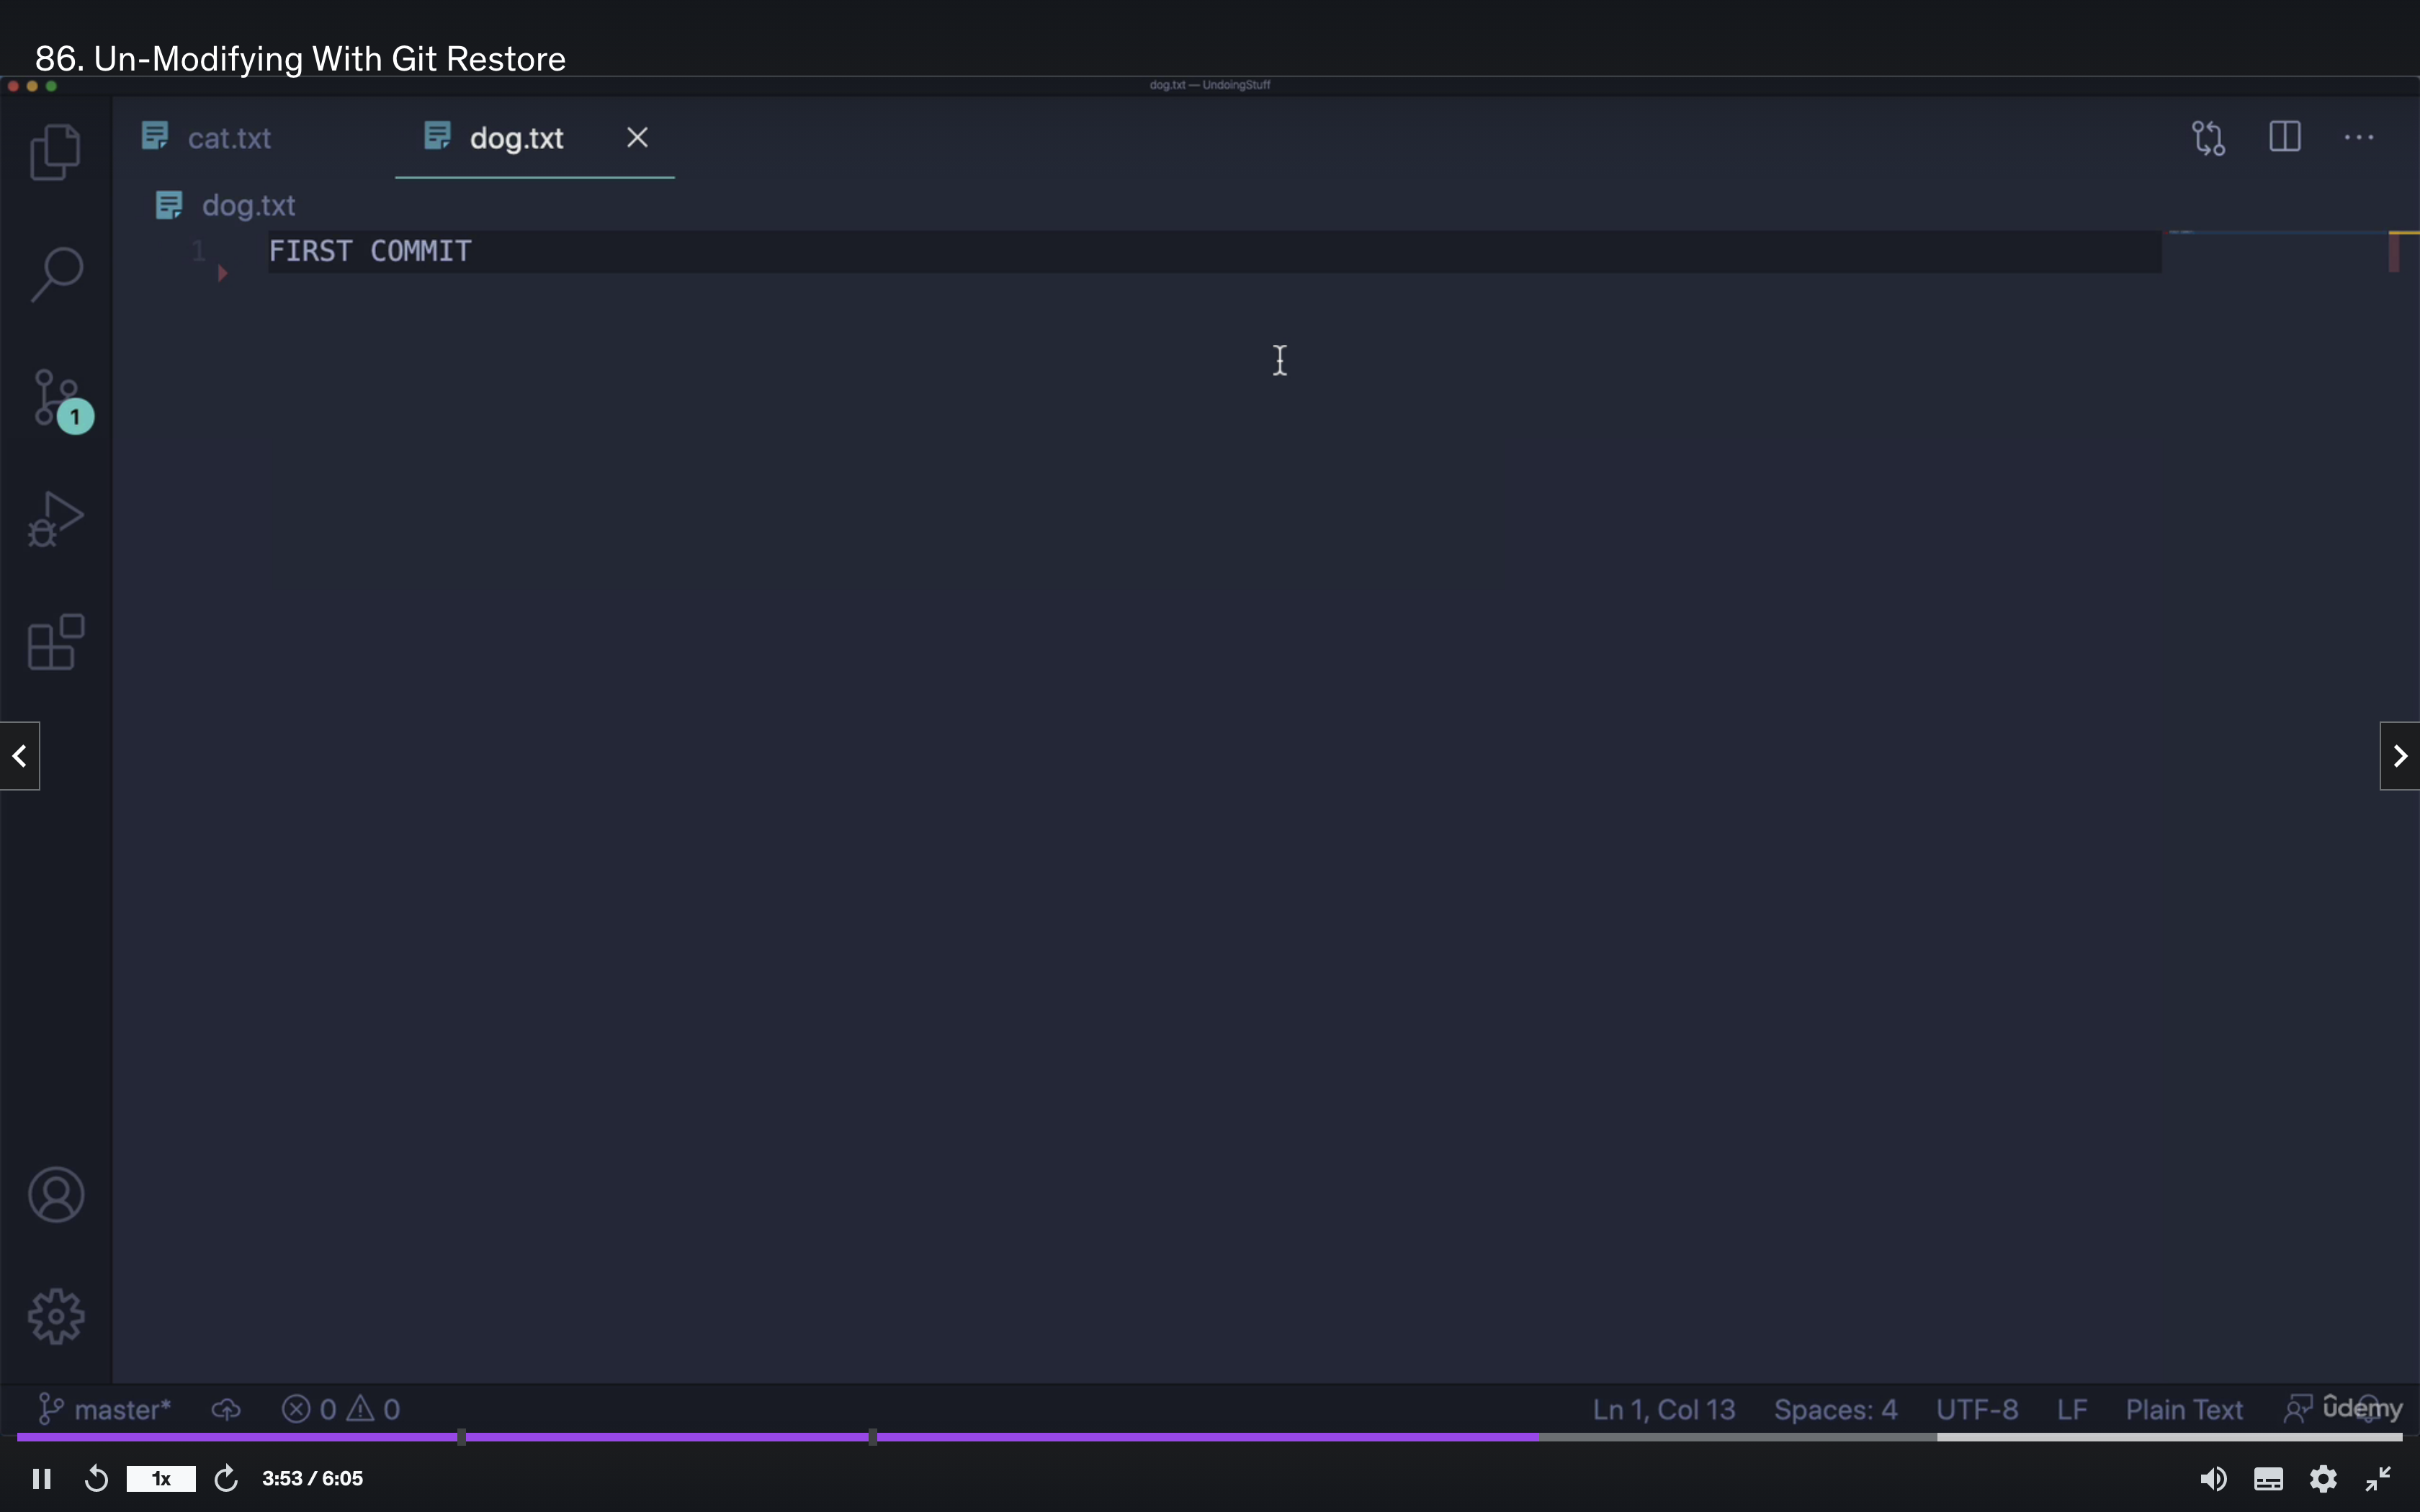 86. Un-Modifying With Git Restore
dog.txt — UndoingStuff
cat.txt dog.txt
dog.txt
1 FIRST COMMIT
1
master* 0 0 Ln 1, Col 13 Spaces: 4 UTF-8 LF Plain Text ûdemy
1x 3:53 / 6:05